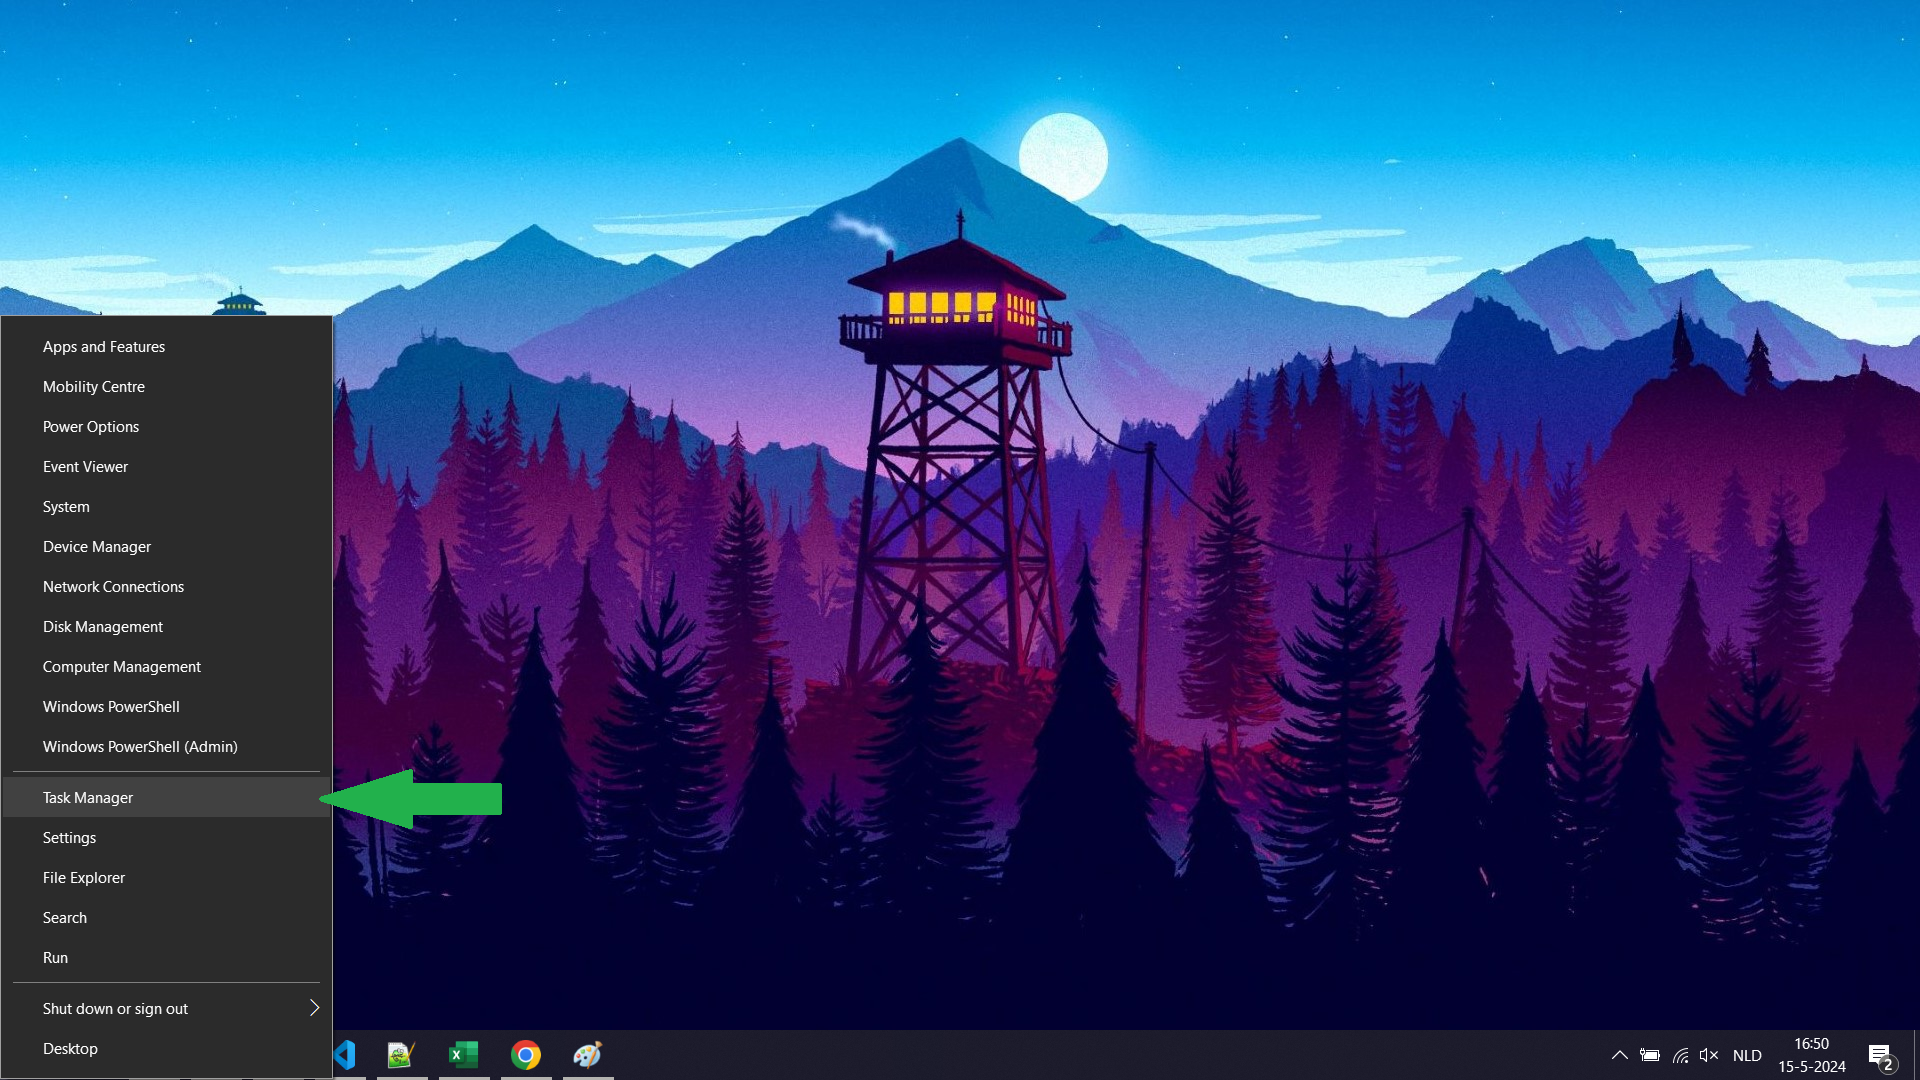 Apps and Features
Mobility Centre
Power Options
Event Viewer
System
Device Manager
Network Connections
Disk Management
Computer Management
Windows PowerShell
Windows PowerShell (Admin)
Task Manager
Settings
File Explorer
Search
Run
Shut down or sign out
Desktop
NLD
16:50
15-5-2024
2